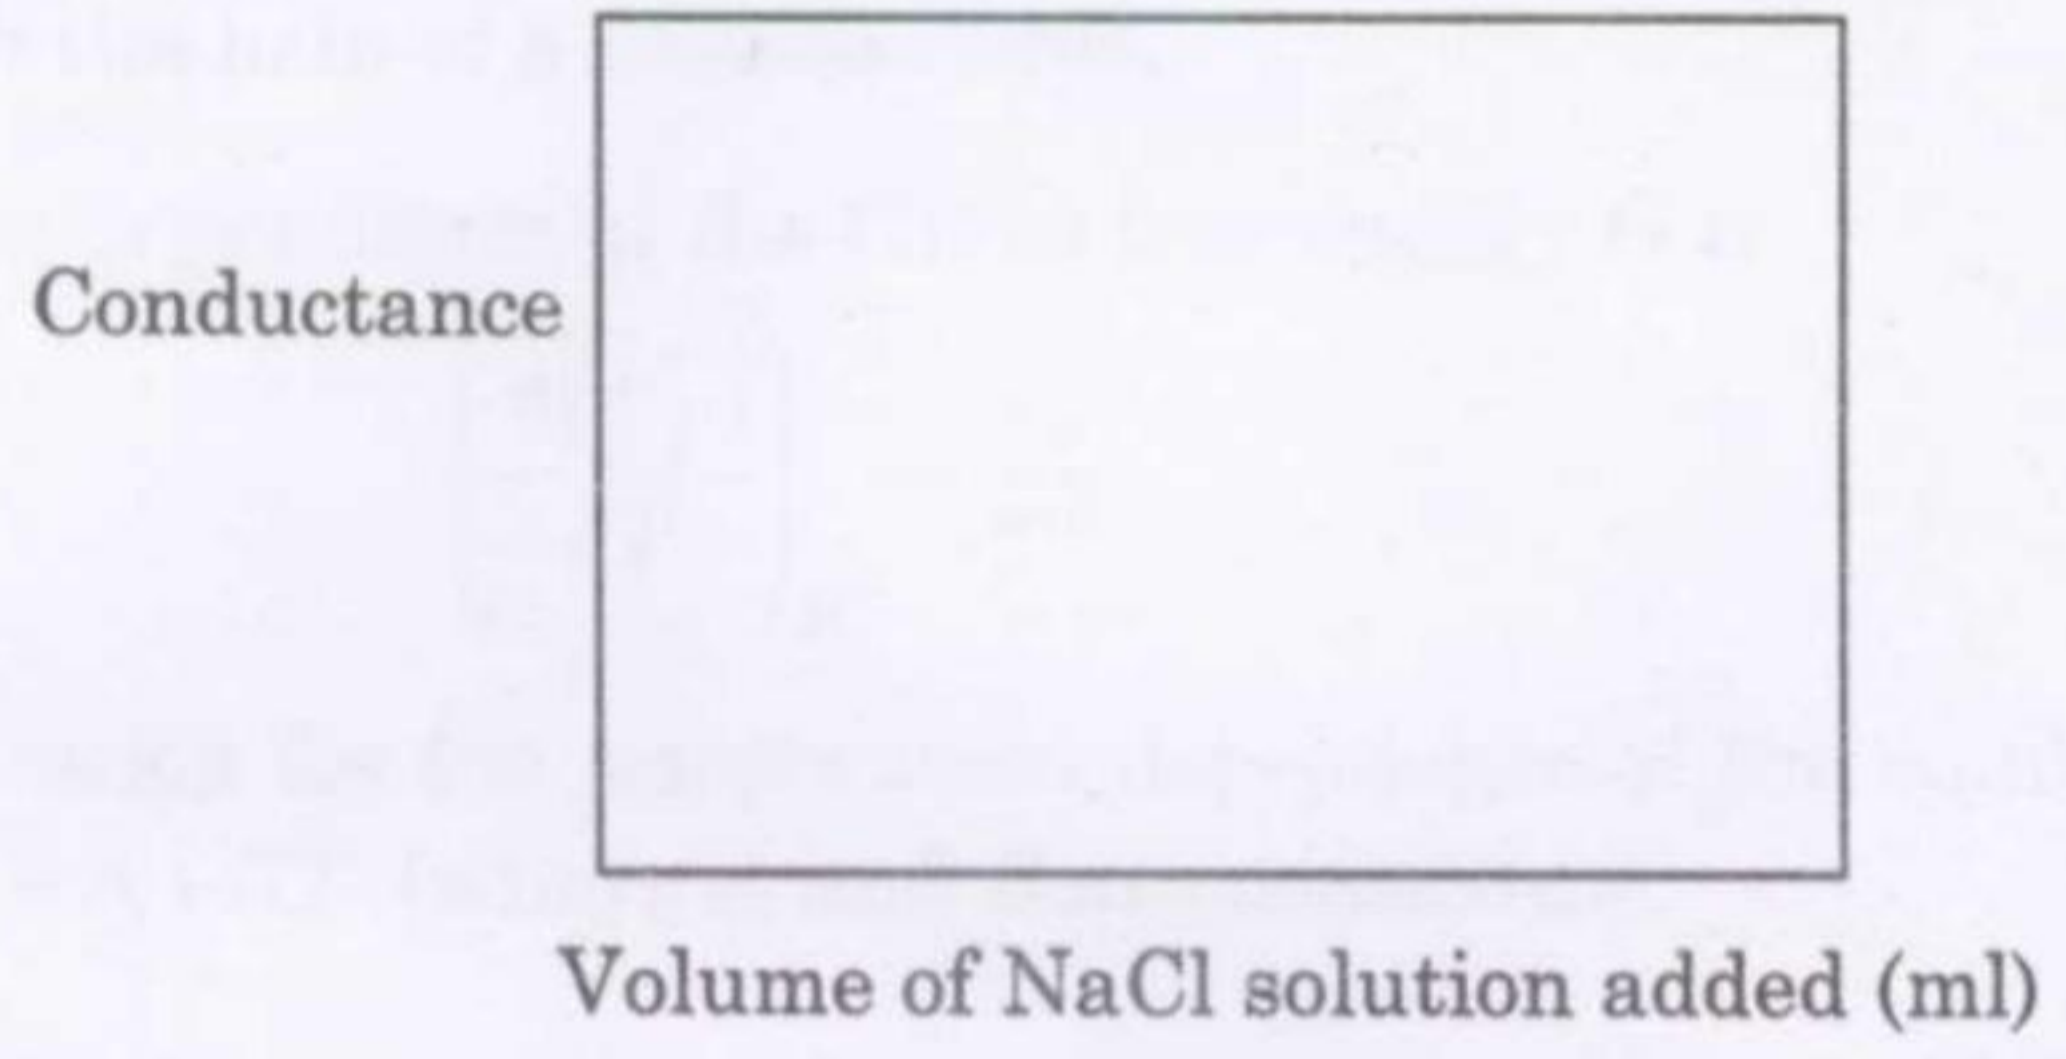 Conductance
Volume of NaCl solution added (ml)